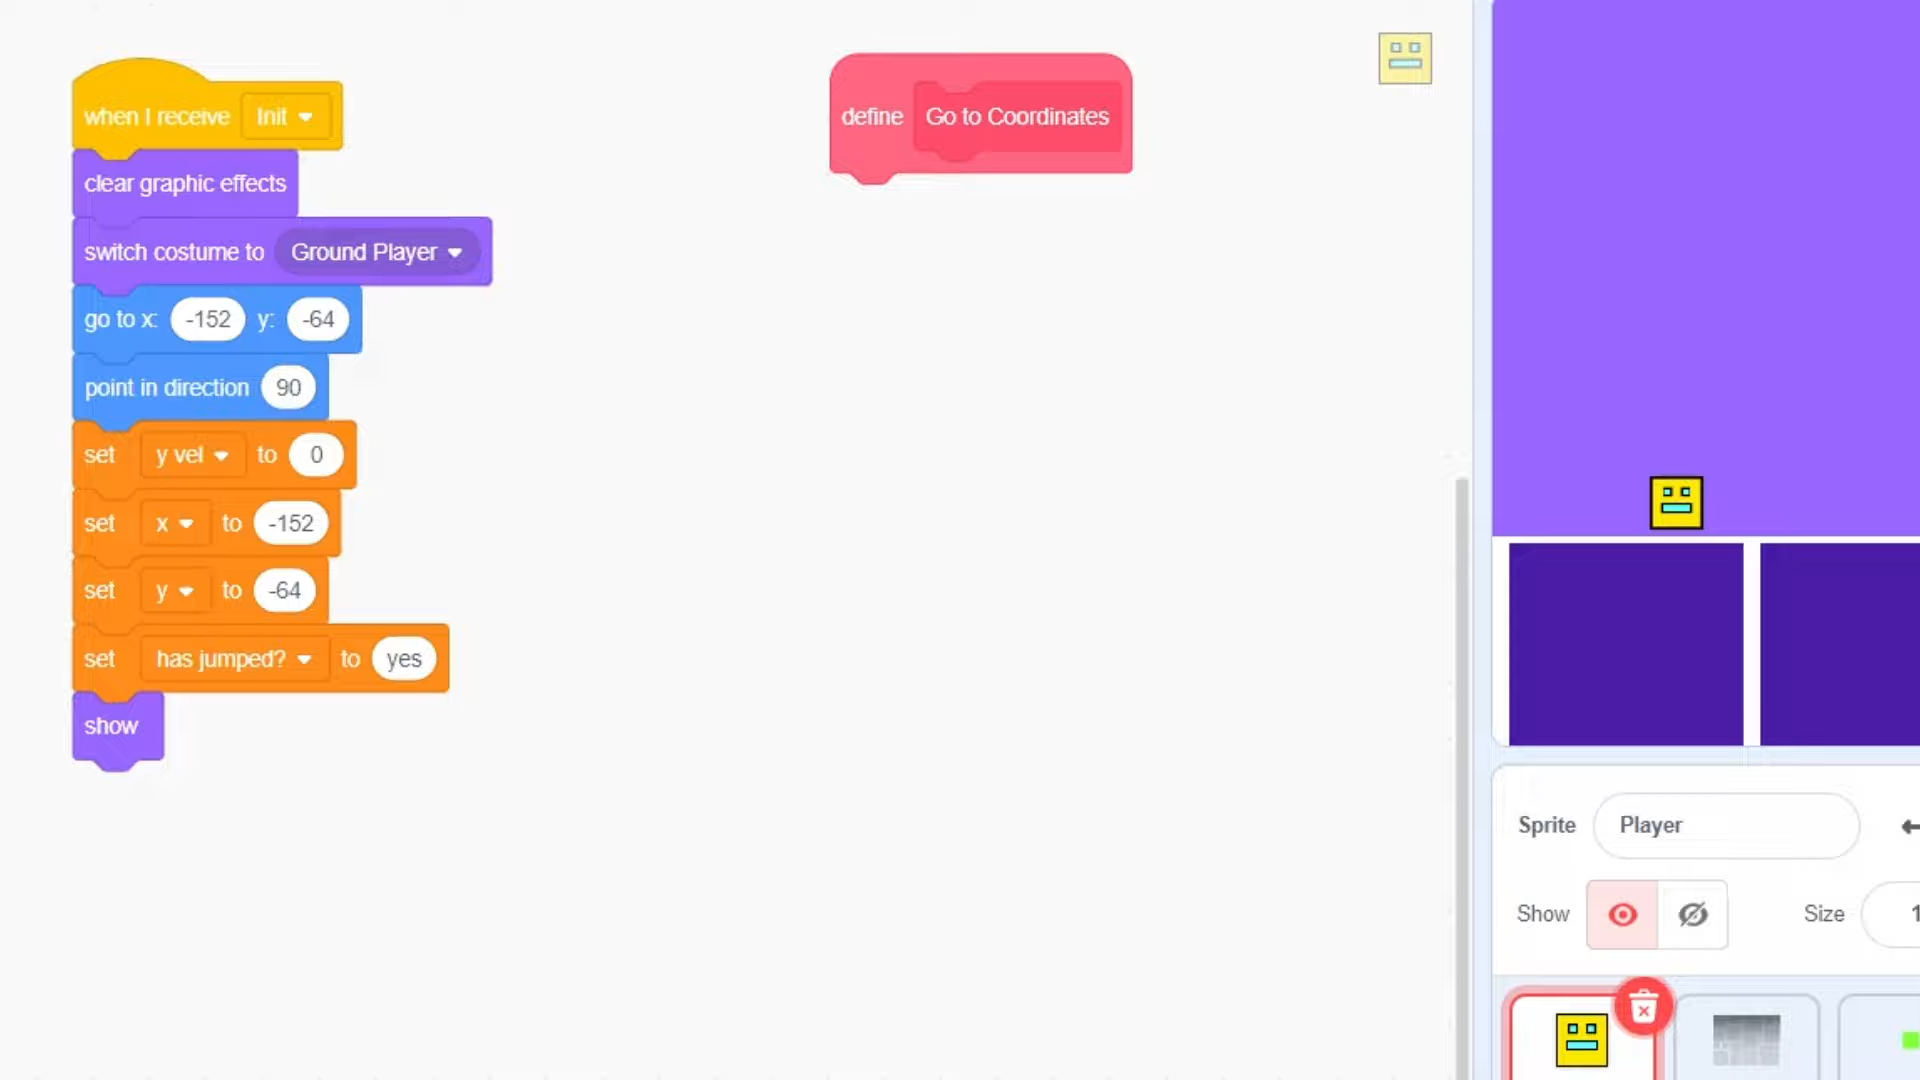 when I receive Init
clear graphic effects
switch costume to Ground Player
go to x: -152 y: -64
point in direction 90
set y vel to 0
set x to -152
set y to -64
set has jumped? to yes
show
define Go to Coordinates
Sprite Player
Show
Size